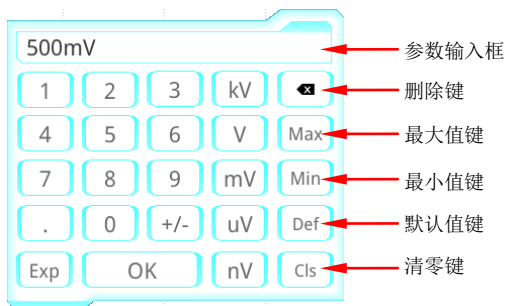 500mV 参数输入框
1 2 3 kV 删除键
4 5 6 V Max 最大值键
7 8 9 mV Min 最小值键
. 0 +/- uV Def 默认值键
Exp OK nV Cls 清零键